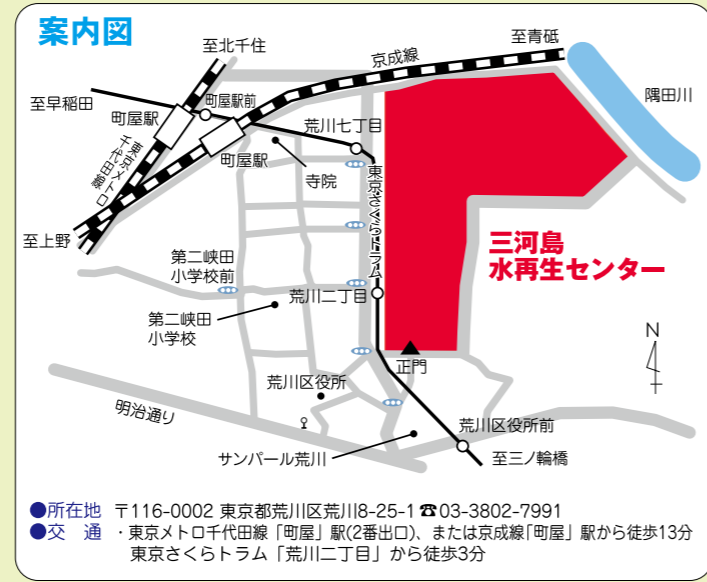 案内図
至北千住
至青砥
京成線
至早稲田
町屋駅前
町屋駅
隅田川
荒川七丁目
町屋駅
東京メトロ
千代田線
寺院
東京さくらトラム
至上野
第二峡田
小学校前
三河島
水再生センター
荒川二丁目
第二峡田
小学校
N
正門
荒川区役所
明治通り
荒川区役所前
サンパール荒川
至三ノ輪橋
●所在地 〒116-0002 東京都荒川区荒川8-25-1 ☎03-3802-7991
●交 通 ・東京メトロ千代田線「町屋」駅(2番出口)、または京成線「町屋」駅から徒歩13分
東京さくらトラム「荒川二丁目」から徒歩3分